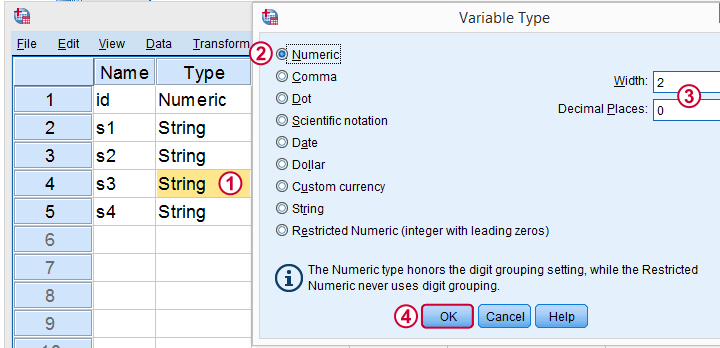 File Edit View Data Transform
Name Type
1 id Numeric
2 s1 String
3 s2 String
4 s3 String 1
5 s4 String
6
7
8
9
Variable Type
2 Numeric
Comma
Dot
Scientific notation
Date
Dollar
Custom currency
String
Restricted Numeric (integer with leading zeros)
Width: 2
3
Decimal Places: 0
The Numeric type honors the digit grouping setting, while the Restricted
Numeric never uses digit grouping.
4 OK Cancel Help